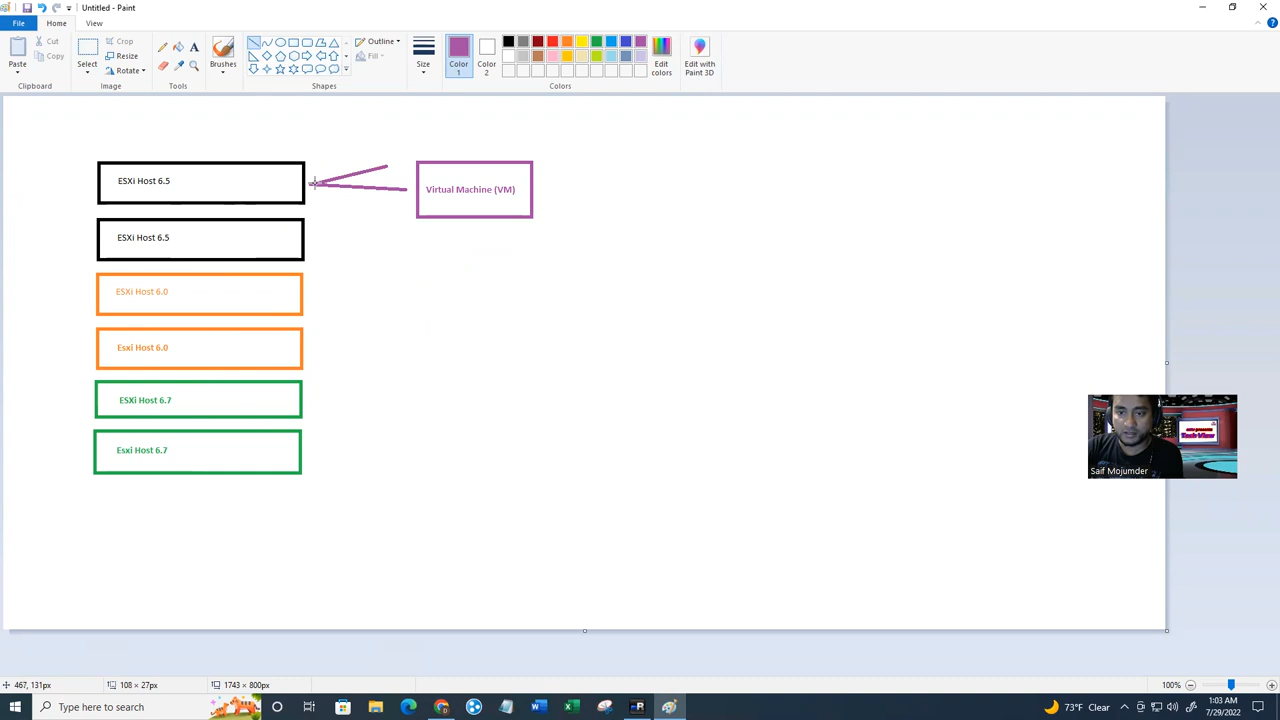 Untitled - Paint
File
Home
View
Paste
Cut
Copy
Clipboard
Select
Crop
Resize
Rotate
Image
Tools
Brushes
Shapes
Outline
Fill
Size
Color 1
Color 2
Edit colors
Colors
Edit with Paint 3D
ESXi Host 6.5
Virtual Machine (VM)
ESXi Host 6.5
ESXi Host 6.0
Esxi Host 6.0
ESXi Host 6.7
Esxi Host 6.7
Tech View
Saif Mojumder
467, 131px
108 × 27px
1743 × 800px
100%
Type here to search
73°F Clear
1:03 AM
7/29/2022